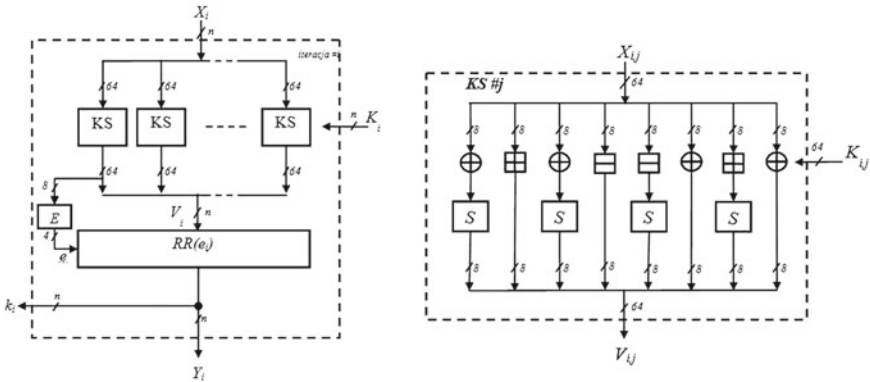 X_i
n
iteracja #i
64 64 64
KS KS KS
n K_i
64 64 64
8
E
V_i n
4
e_i
RR(e_i)
k_i n
n
Y_i
X_{i,j}
KS #j
64
8 8 8 8 8 8 8 8
64
K_{i,j}
S S S S
8 8 8 8 8 8 8 8
64
V_{i,j}